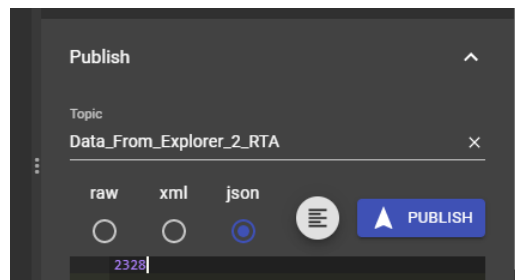 Publish
Topic
Data_From_Explorer_2_RTA
raw xml json
PUBLISH
2328